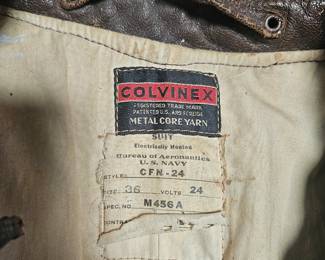 COLVINEX
REGISTERED TRADE MARK
PATENTED U.S. AND FOREIGN
METAL CORE YARN
SUIT
Electrically Heated
Bureau of Aeronautics
U.S. NAVY
STYLE CFN-24
SIZE 36 VOLTS 24
SPEC. NO M456A
CONTRA